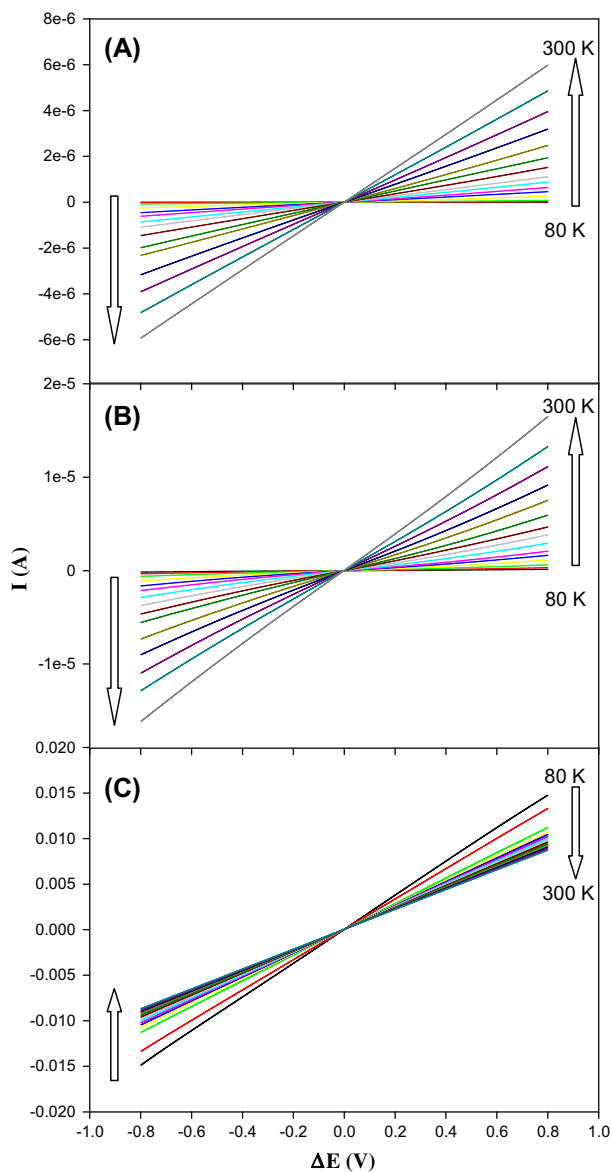 8e-6
(A)
300 K
6e-6
4e-6
2e-6
0
80 K
-2e-6
-4e-6
-6e-6
2e-5
(B)
300 K
1e-5
0
80 K
I (A)
-1e-5
0.020
(C)
80 K
0.015
0.010
300 K
0.005
0.000
-0.005
-0.010
-0.015
-0.020
-1.0 -0.8 -0.6 -0.4 -0.2 0.0 0.2 0.4 0.6 0.8 1.0
ΔE (V)